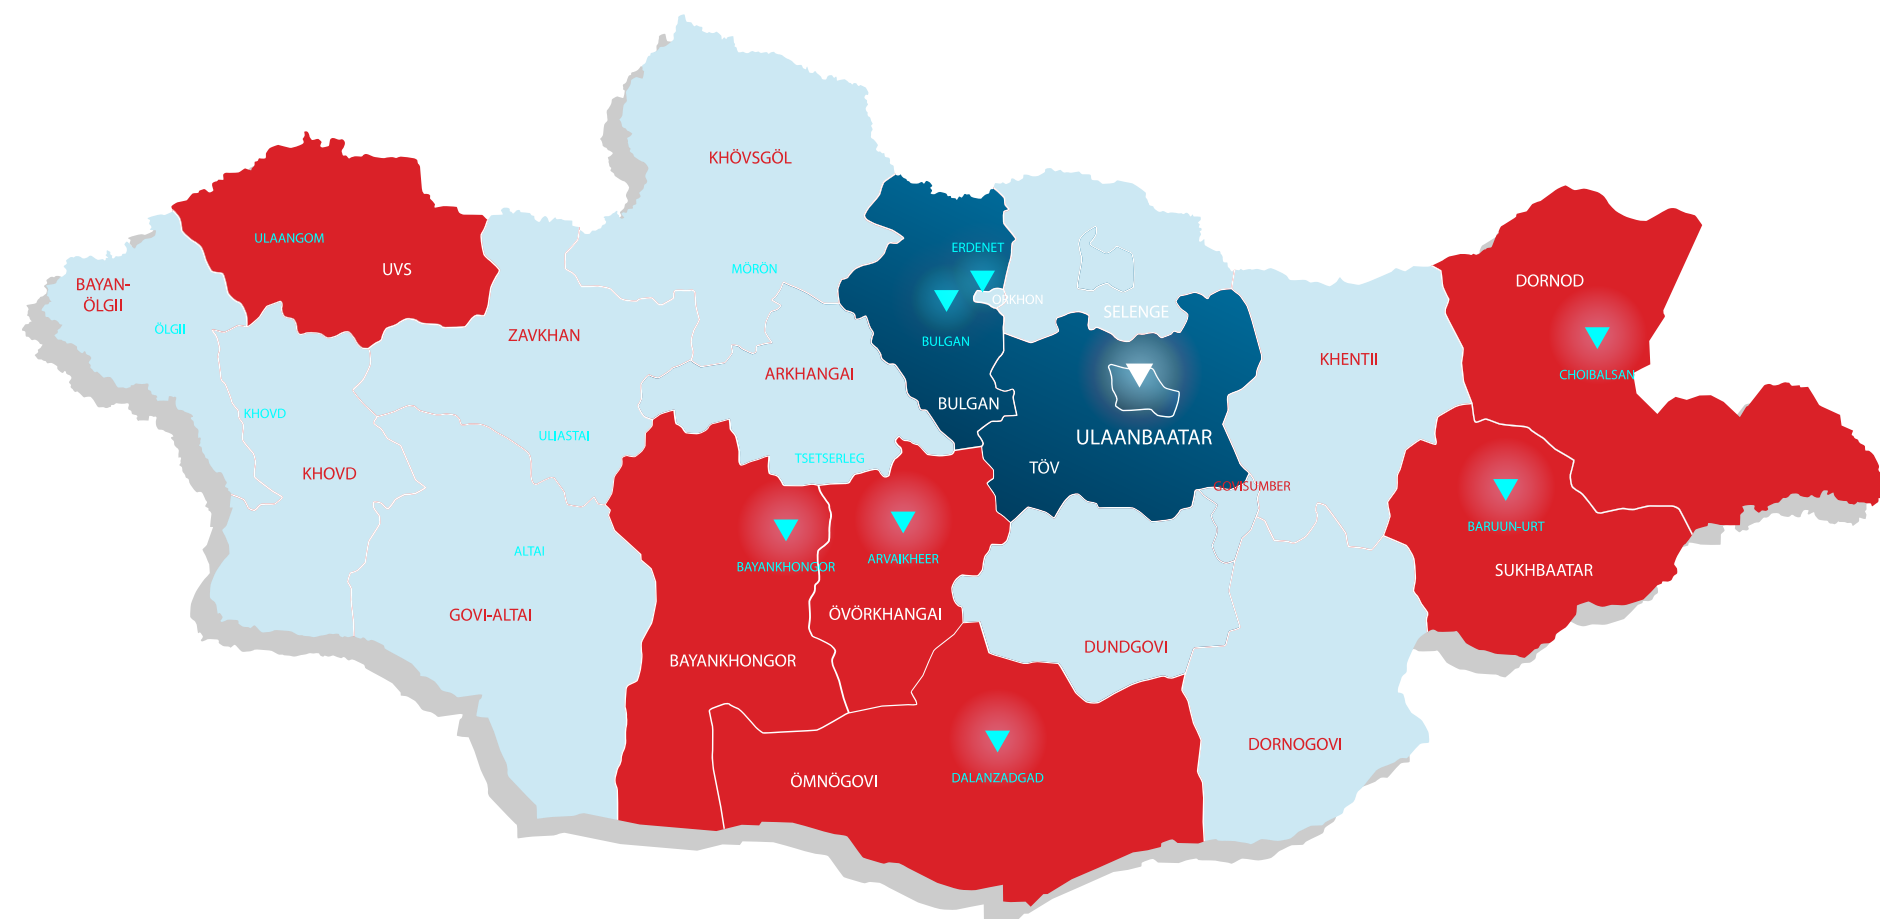 KHÖVSGÖL
ULAANGOM
UVS
ERDENET
MÖRÖN
BAYAN-
ÖLGII
DORNOD
ORKHON
SELENGE
ÖLGII
ZAVKHAN
BULGAN
KHENTII
ARKHANGAI
CHOIBALSAN
BULGAN
KHOVD
ULIASTAI
ULAANBAATAR
TSETSERLEG
TÖV
KHOVD
GOVISUMBER
BARUUN-URT
ALTAI
BAYANKHONGOR
ARVAIKHEER
SUKHBAATAR
GOVI-ALTAI
ÖVÖRKHANGAI
DUNDGOVI
BAYANKHONGOR
DORNOGOVI
ÖMNÖGOVI
DALANZADGAD